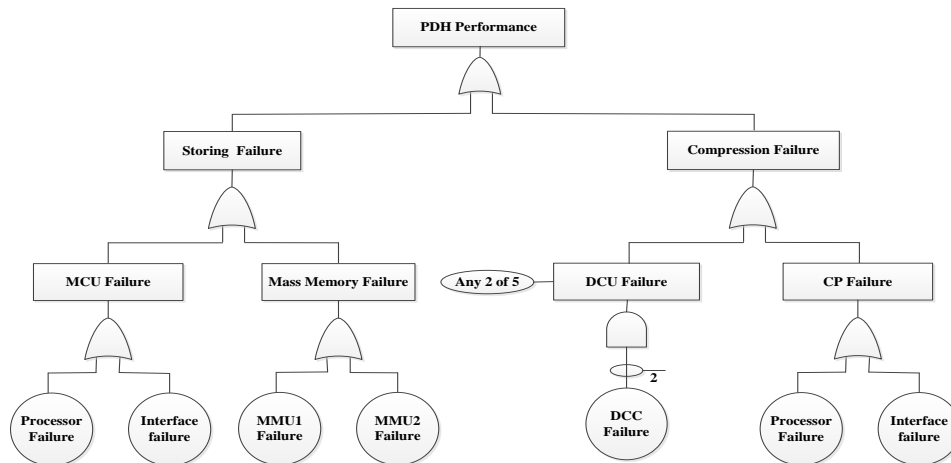 PDH Performance
Storing Failure
Compression Failure
MCU Failure
Mass Memory Failure
Any 2 of 5
DCU Failure
CP Failure
2
Processor
Failure
Interface
failure
MMU1
Failure
MMU2
Failure
DCC
Failure
Processor
Failure
Interface
Failure